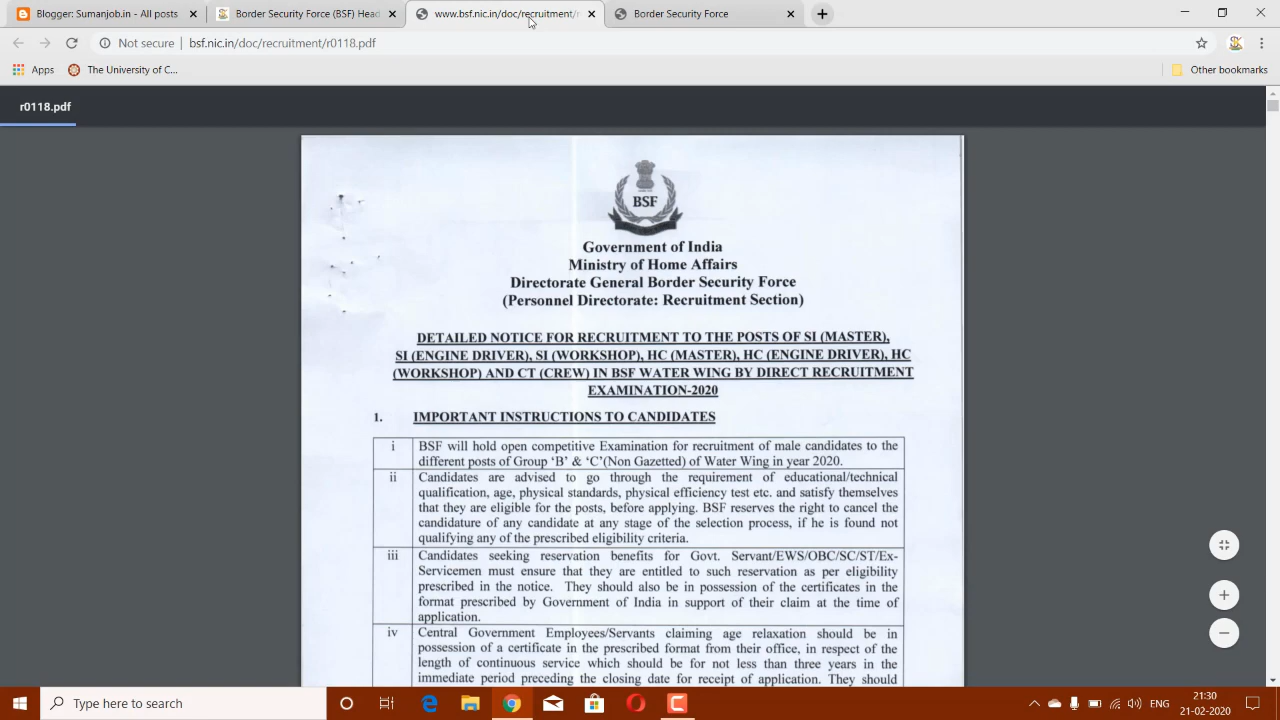 Blogger: Sumanjob.in - All posts
Border Security Force (BSF) Head
www.bsf.nic.in/doc/recruitment/r
Border Security Force
Not secure
bsf.nic.in/doc/recruitment/r0118.pdf
Apps
The University of C...
Other bookmarks
r0118.pdf
BSF
Government of India
Ministry of Home Affairs
Directorate General Border Security Force
(Personnel Directorate: Recruitment Section)
DETAILED NOTICE FOR RECRUITMENT TO THE POSTS OF SI (MASTER),
SI (ENGINE DRIVER), SI (WORKSHOP), HC (MASTER), HC (ENGINE DRIVER), HC
(WORKSHOP) AND CT (CREW) IN BSF WATER WING BY DIRECT RECRUITMENT
EXAMINATION-2020
1. IMPORTANT INSTRUCTIONS TO CANDIDATES
i BSF will hold open competitive Examination for recruitment of male candidates to the
different posts of Group ‘B’ & ‘C’(Non Gazetted) of Water Wing in year 2020.
ii Candidates are advised to go through the requirement of educational/technical
qualification, age, physical standards, physical efficiency test etc. and satisfy themselves
that they are eligible for the posts, before applying. BSF reserves the right to cancel the
candidature of any candidate at any stage of the selection process, if he is found not
qualifying any of the prescribed eligibility criteria.
iii Candidates seeking reservation benefits for Govt. Servant/EWS/OBC/SC/ST/Ex-
Servicemen must ensure that they are entitled to such reservation as per eligibility
prescribed in the notice. They should also be in possession of the certificates in the
format prescribed by Government of India in support of their claim at the time of
application.
iv Central Government Employees/Servants claiming age relaxation should be in
possession of a certificate in the prescribed format from their office, in respect of the
length of continuous service which should be for not less than three years in the
immediate period preceding the closing date for receipt of application. They should
Type here to search
ENG
21:30
21-02-2020